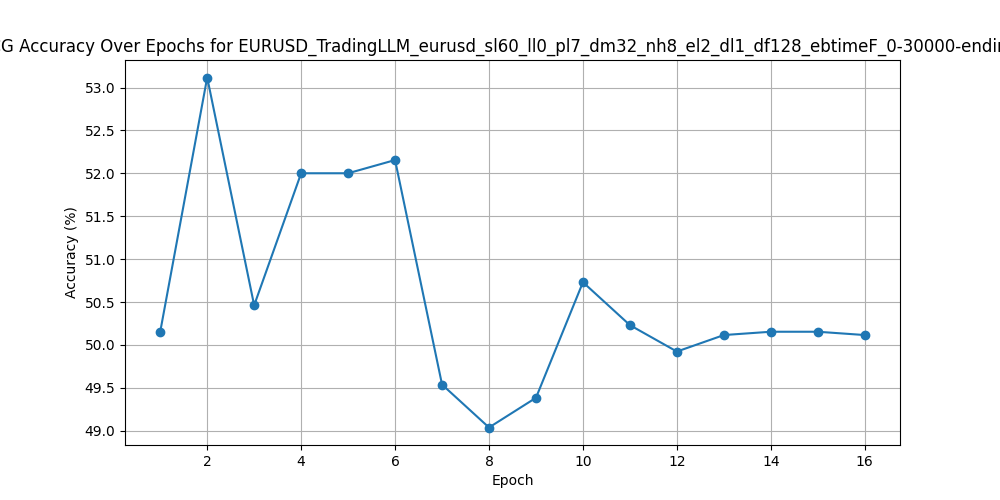 G Accuracy Over Epochs for EURUSD_TradingLLM_eurusd_sl60_ll0_pl7_dm32_nh8_el2_dl1_df128_ebtimeF_0-30000-endin
Accuracy (%)
53.0
52.5
52.0
51.5
51.0
50.5
50.0
49.5
49.0
2 4 6 8 10 12 14 16
Epoch